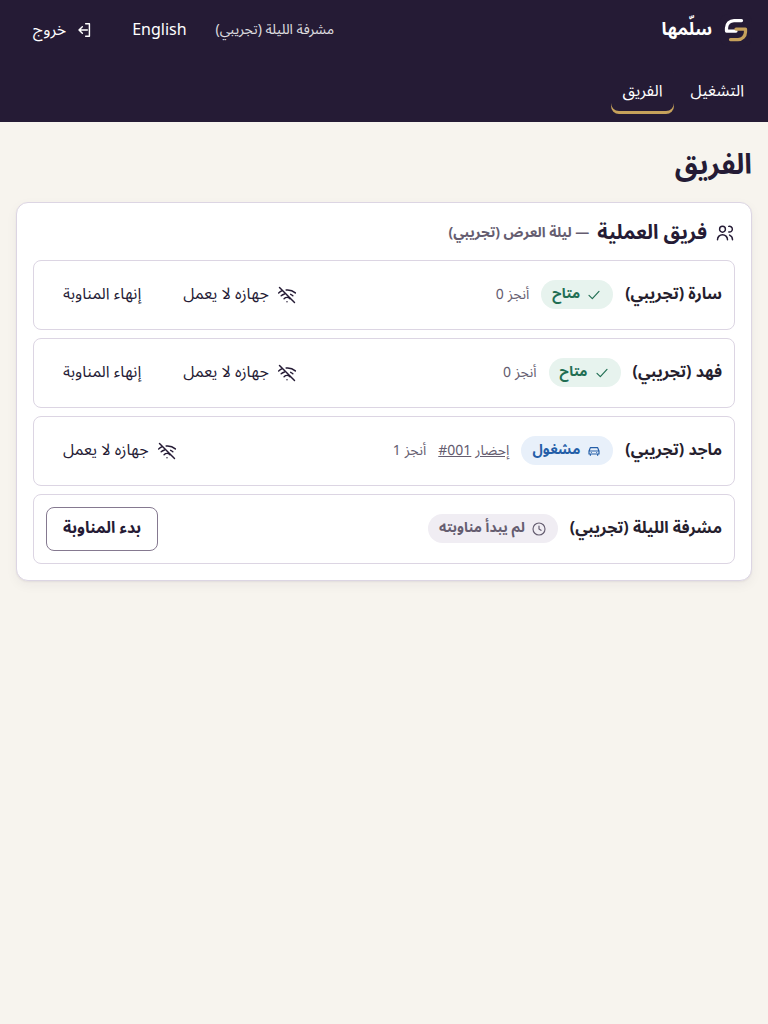 سلّمها
مشرفة الليلة (تجريبي)
English
خروج
التشغيل
الفريق
الفريق
فريق العملية — ليلة العرض (تجريبي)
سارة (تجريبي) متاح أنجز 0 جهازه لا يعمل إنهاء المناوبة
فهد (تجريبي) متاح أنجز 0 جهازه لا يعمل إنهاء المناوبة
ماجد (تجريبي) مشغول إحضار #001 أنجز 1 جهازه لا يعمل
مشرفة الليلة (تجريبي) لم يبدأ مناوبته بدء المناوبة